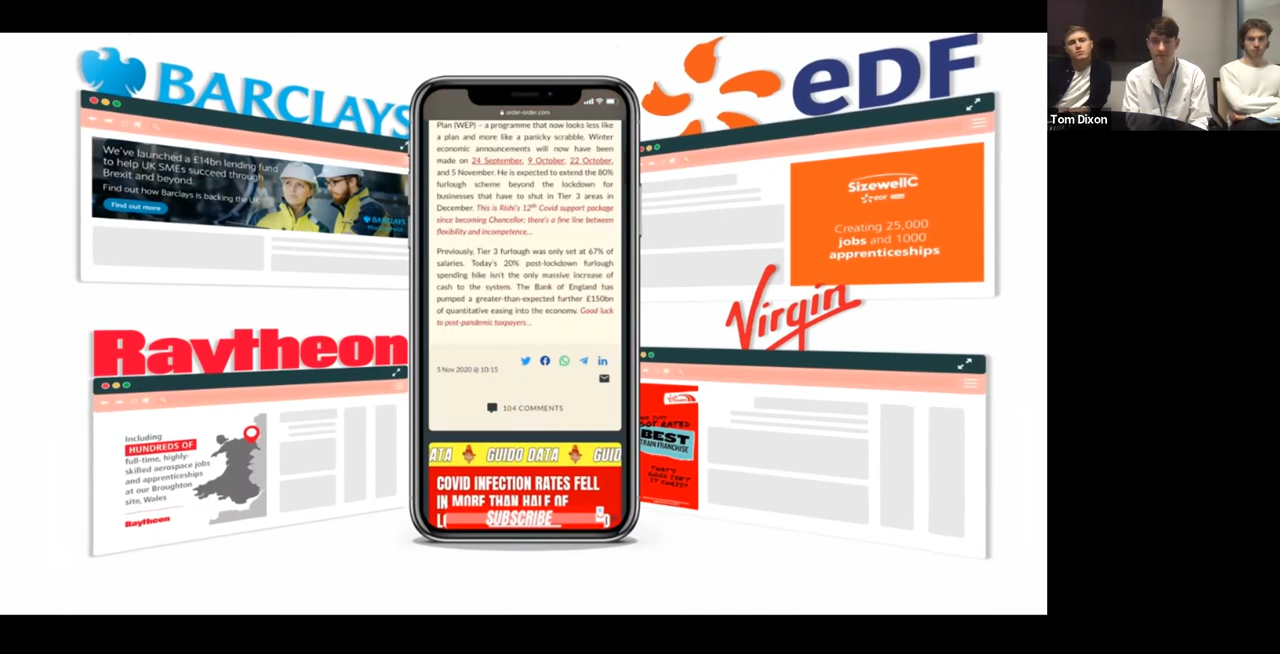 BARCLAYS
We've launched a £14bn lending fund
to help UK SMEs succeed through
Brexit and beyond.
Find out how Barclays is backing the UK
Find out more
BARCLAYS
Raytheon
Including
HUNDREDS OF
full-time, highly-
skilled aerospace jobs
and apprenticeships
at our Broughton
site, Wales
Raytheon
order-order.com
Plan (WEP) – a programme that now looks less like
a plan and more like a panicky scrabble. Winter
economic announcements will now have been
made on 24 September, 9 October, 22 October,
and 5 November. He is expected to extend the 80%
furlough scheme beyond the lockdown for
businesses that have to shut in Tier 3 areas in
December. This is Rishi's 12th Covid support package
since becoming Chancellor; there's a fine line between
flexibility and incompetence...
Previously, Tier 3 furlough was only set at 67% of
salaries. Today's 20% post-lockdown furlough
spending hike isn't the only massive increase of
cash to the system. The Bank of England has
pumped a greater-than-expected further £150bn
of quantitative easing into the economy. Good luck
to post-pandemic taxpayers...
5 Nov 2020 @ 10:15
104 COMMENTS
ATA GUIDO DATA GUID
COVID INFECTION RATES FELL
IN MORE THAN HALF OF
SUBSCRIBE
eDF
SizewellC
eDF
Creating 25,000
jobs and 1000
apprenticeships
Virgin
GOT RATED
BEST
TRAIN FRANCHISE
THAT'S
GOOD ISN'T
IT CHRIS?
Tom Dixon